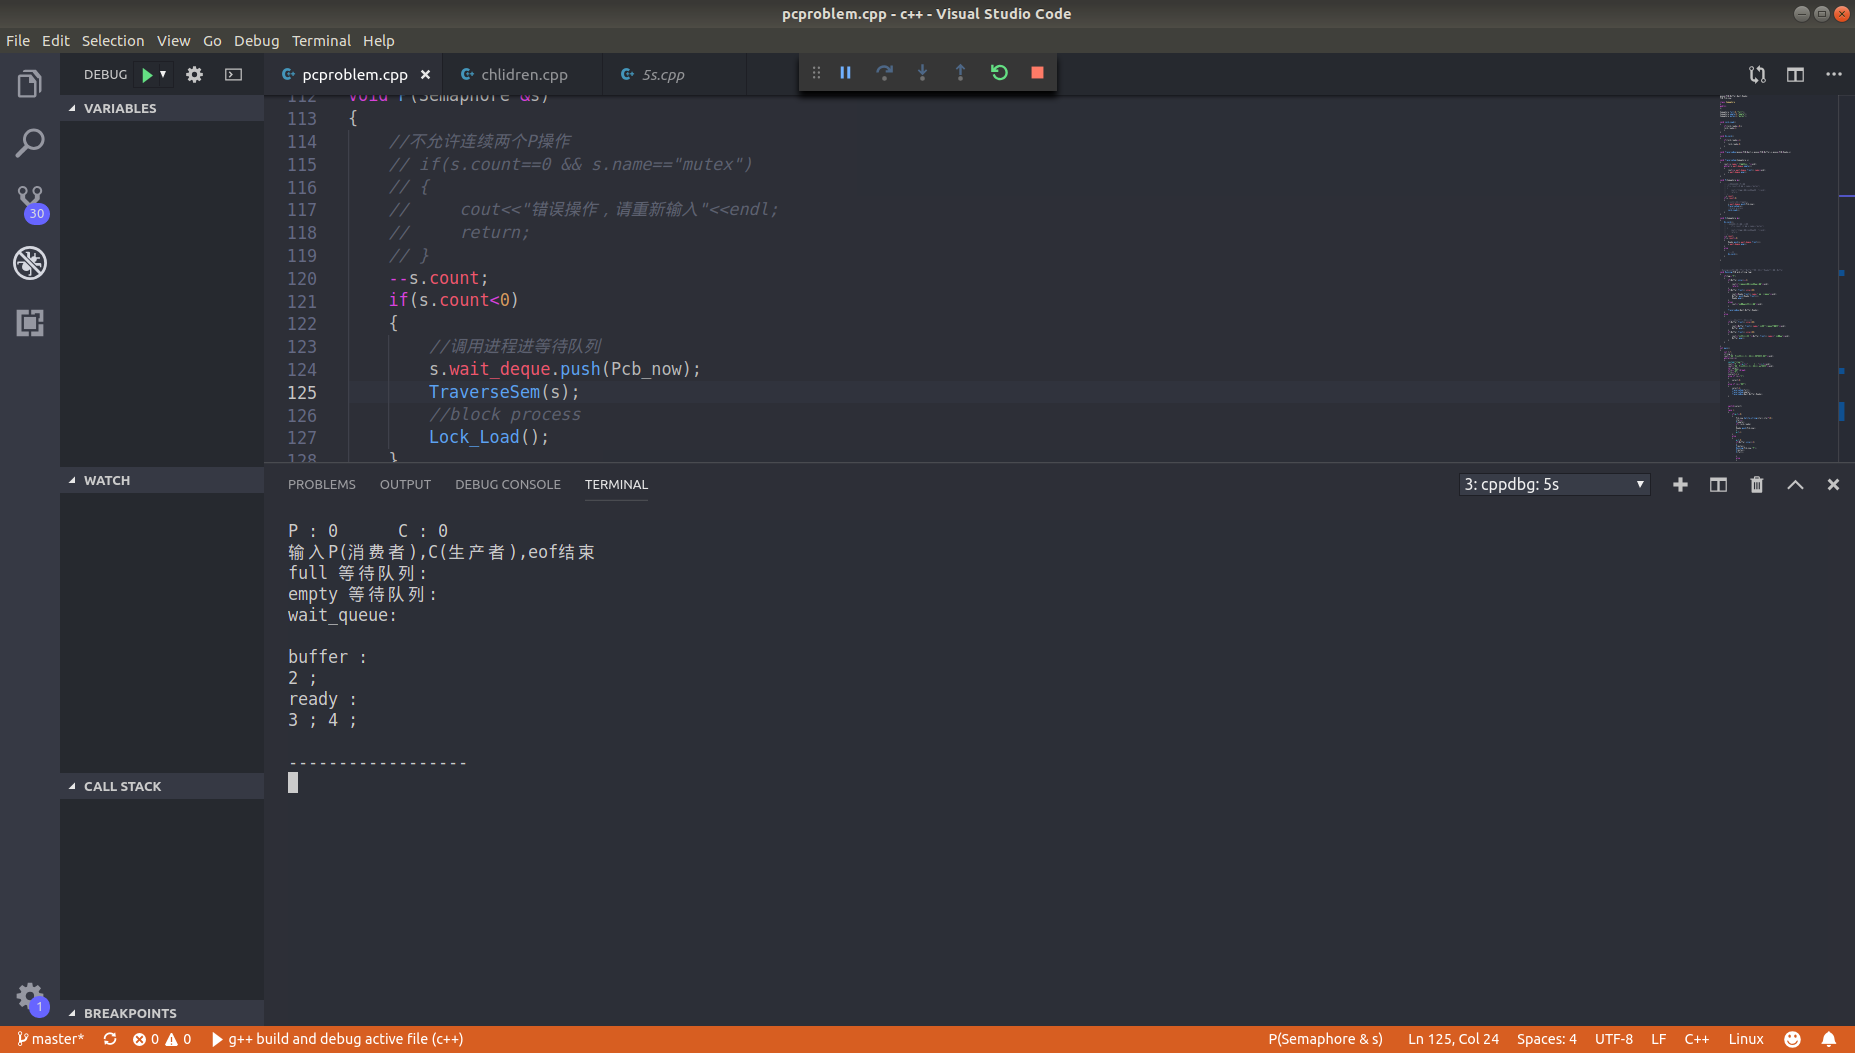 pcproblem.cpp - c++ - Visual Studio Code
File Edit Selection View Go Debug Terminal Help
DEBUG
pcproblem.cpp
chlidren.cpp
5s.cpp
VARIABLES
WATCH
CALL STACK
BREAKPOINTS
30
1
112 void P(Semaphore &s)
113 {
114 //不允许连续两个P操作
115 // if(s.count==0 && s.name=="mutex")
116 // {
117 //     cout<<"错误操作，请重新输入"<<endl;
118 //     return;
119 // }
120 --s.count;
121 if(s.count<0)
122 {
123 //调用进程进等待队列
124 s.wait_deque.push(Pcb_now);
125 TraverseSem(s);
126 //block process
127 Lock_Load();
128 }
PROBLEMS OUTPUT DEBUG CONSOLE TERMINAL
3: cppdbg: 5s
P : 0      C : 0
输入P(消费者),C(生产者),eof结束
full 等待队列:
empty 等待队列:
wait_queue:
buffer :
2 ;
ready :
3 ; 4 ;
------------------
master* 0 0 g++ build and debug active file (c++)
P(Semaphore & s) Ln 125, Col 24 Spaces: 4 UTF-8 LF C++ Linux